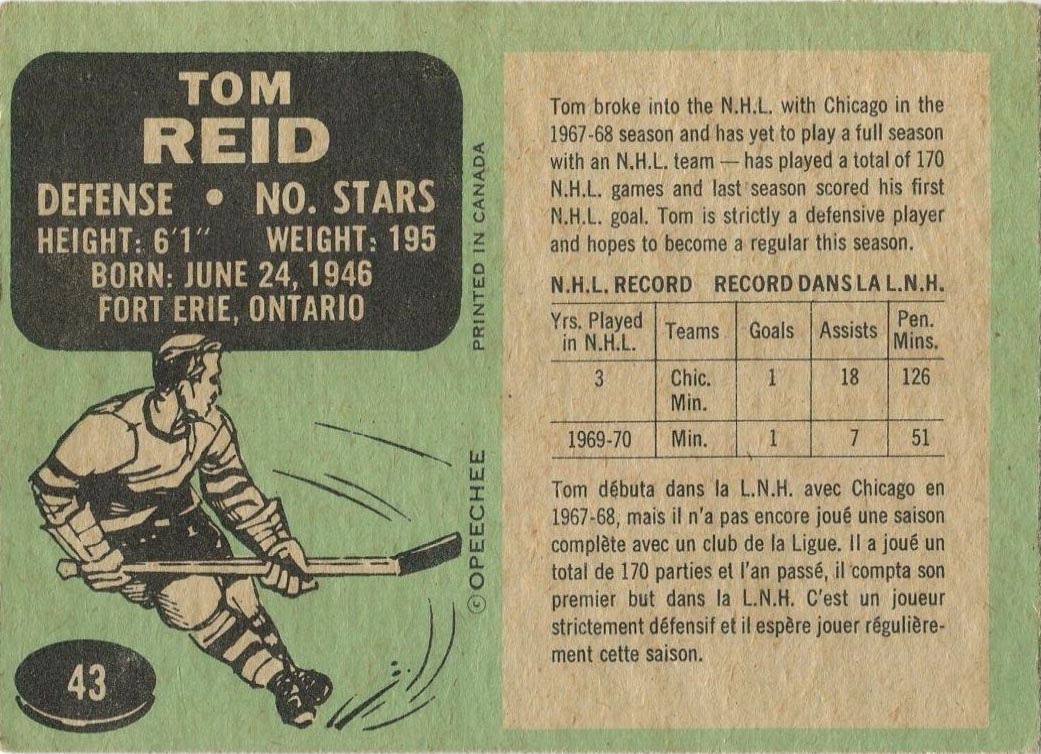 TOM
REID
DEFENSE • NO. STARS
HEIGHT: 6'1" WEIGHT: 195
BORN: JUNE 24, 1946
FORT ERIE, ONTARIO
43
PRINTED IN CANADA
© OPEECHEE
Tom broke into the N.H.L. with Chicago in the
1967-68 season and has yet to play a full season
with an N.H.L. team — has played a total of 170
N.H.L. games and last season scored his first
N.H.L. goal. Tom is strictly a defensive player
and hopes to become a regular this season.
N.H.L. RECORD RECORD DANS LA L.N.H.
Yrs. Played Teams Goals Assists Pen.
in N.H.L. Mins.
3 Chic. 1 18 126
Min.
1969-70 Min. 1 7 51
Tom débuta dans la L.N.H. avec Chicago en
1967-68, mais il n'a pas encore joué une saison
complète avec un club de la Ligue. Il a joué un
total de 170 parties et l'an passé, il compta son
premier but dans la L.N.H. C'est un joueur
strictement défensif et il espère jouer régulière-
ment cette saison.